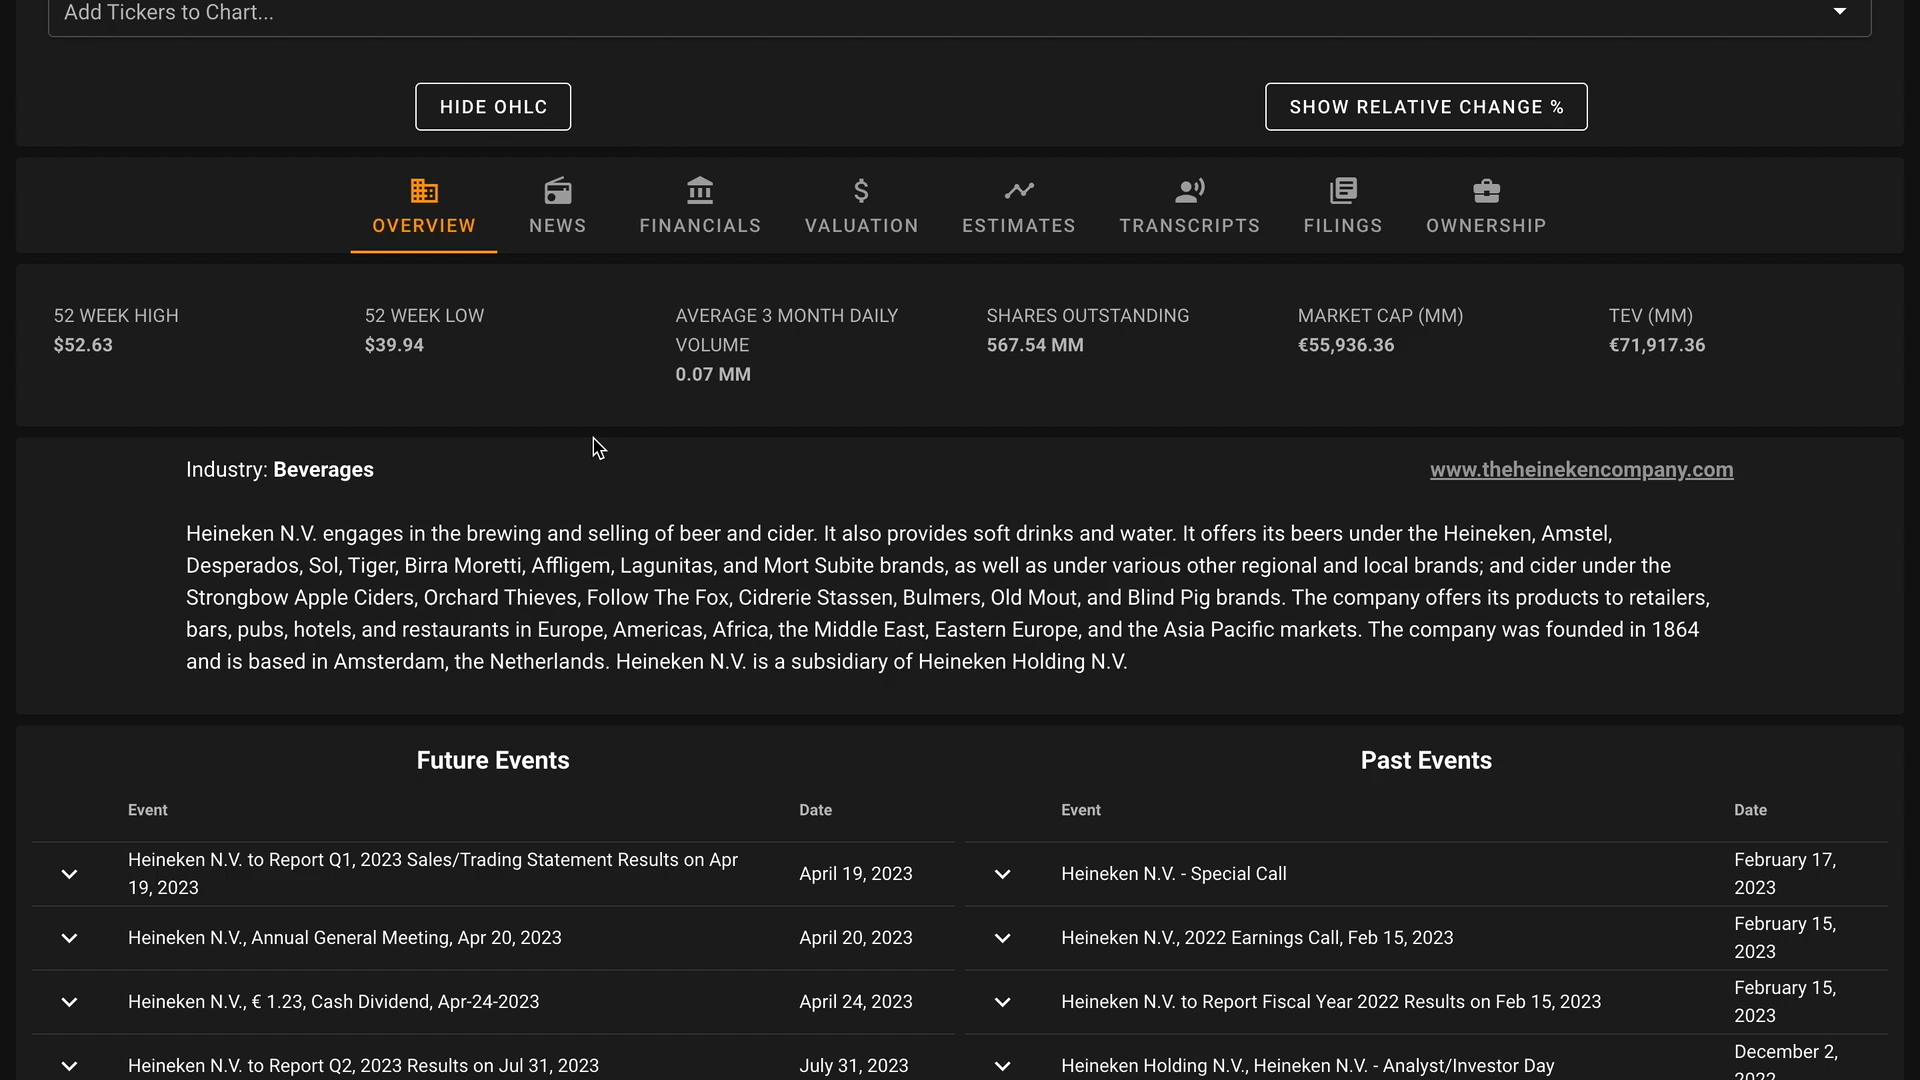 Add Tickers to Chart...
HIDE OHLC
SHOW RELATIVE CHANGE %
OVERVIEW
NEWS
FINANCIALS
VALUATION
ESTIMATES
TRANSCRIPTS
FILINGS
OWNERSHIP
52 WEEK HIGH
$52.63
52 WEEK LOW
$39.94
AVERAGE 3 MONTH DAILY
VOLUME
0.07 MM
SHARES OUTSTANDING
567.54 MM
MARKET CAP (MM)
€55,936.36
TEV (MM)
€71,917.36
Industry: Beverages
www.theheinekencompany.com
Heineken N.V. engages in the brewing and selling of beer and cider. It also provides soft drinks and water. It offers its beers under the Heineken, Amstel,
Desperados, Sol, Tiger, Birra Moretti, Affligem, Lagunitas, and Mort Subite brands, as well as under various other regional and local brands; and cider under the
Strongbow Apple Ciders, Orchard Thieves, Follow The Fox, Cidrerie Stassen, Bulmers, Old Mout, and Blind Pig brands. The company offers its products to retailers,
bars, pubs, hotels, and restaurants in Europe, Americas, Africa, the Middle East, Eastern Europe, and the Asia Pacific markets. The company was founded in 1864
and is based in Amsterdam, the Netherlands. Heineken N.V. is a subsidiary of Heineken Holding N.V.
Future Events
Event
Date
Heineken N.V. to Report Q1, 2023 Sales/Trading Statement Results on Apr
19, 2023
April 19, 2023
Heineken N.V., Annual General Meeting, Apr 20, 2023
April 20, 2023
Heineken N.V., € 1.23, Cash Dividend, Apr-24-2023
April 24, 2023
Heineken N.V. to Report Q2, 2023 Results on Jul 31, 2023
July 31, 2023
Past Events
Event
Date
Heineken N.V. - Special Call
February 17,
2023
Heineken N.V., 2022 Earnings Call, Feb 15, 2023
February 15,
2023
Heineken N.V. to Report Fiscal Year 2022 Results on Feb 15, 2023
February 15,
2023
Heineken Holding N.V., Heineken N.V. - Analyst/Investor Day
December 2,
2022